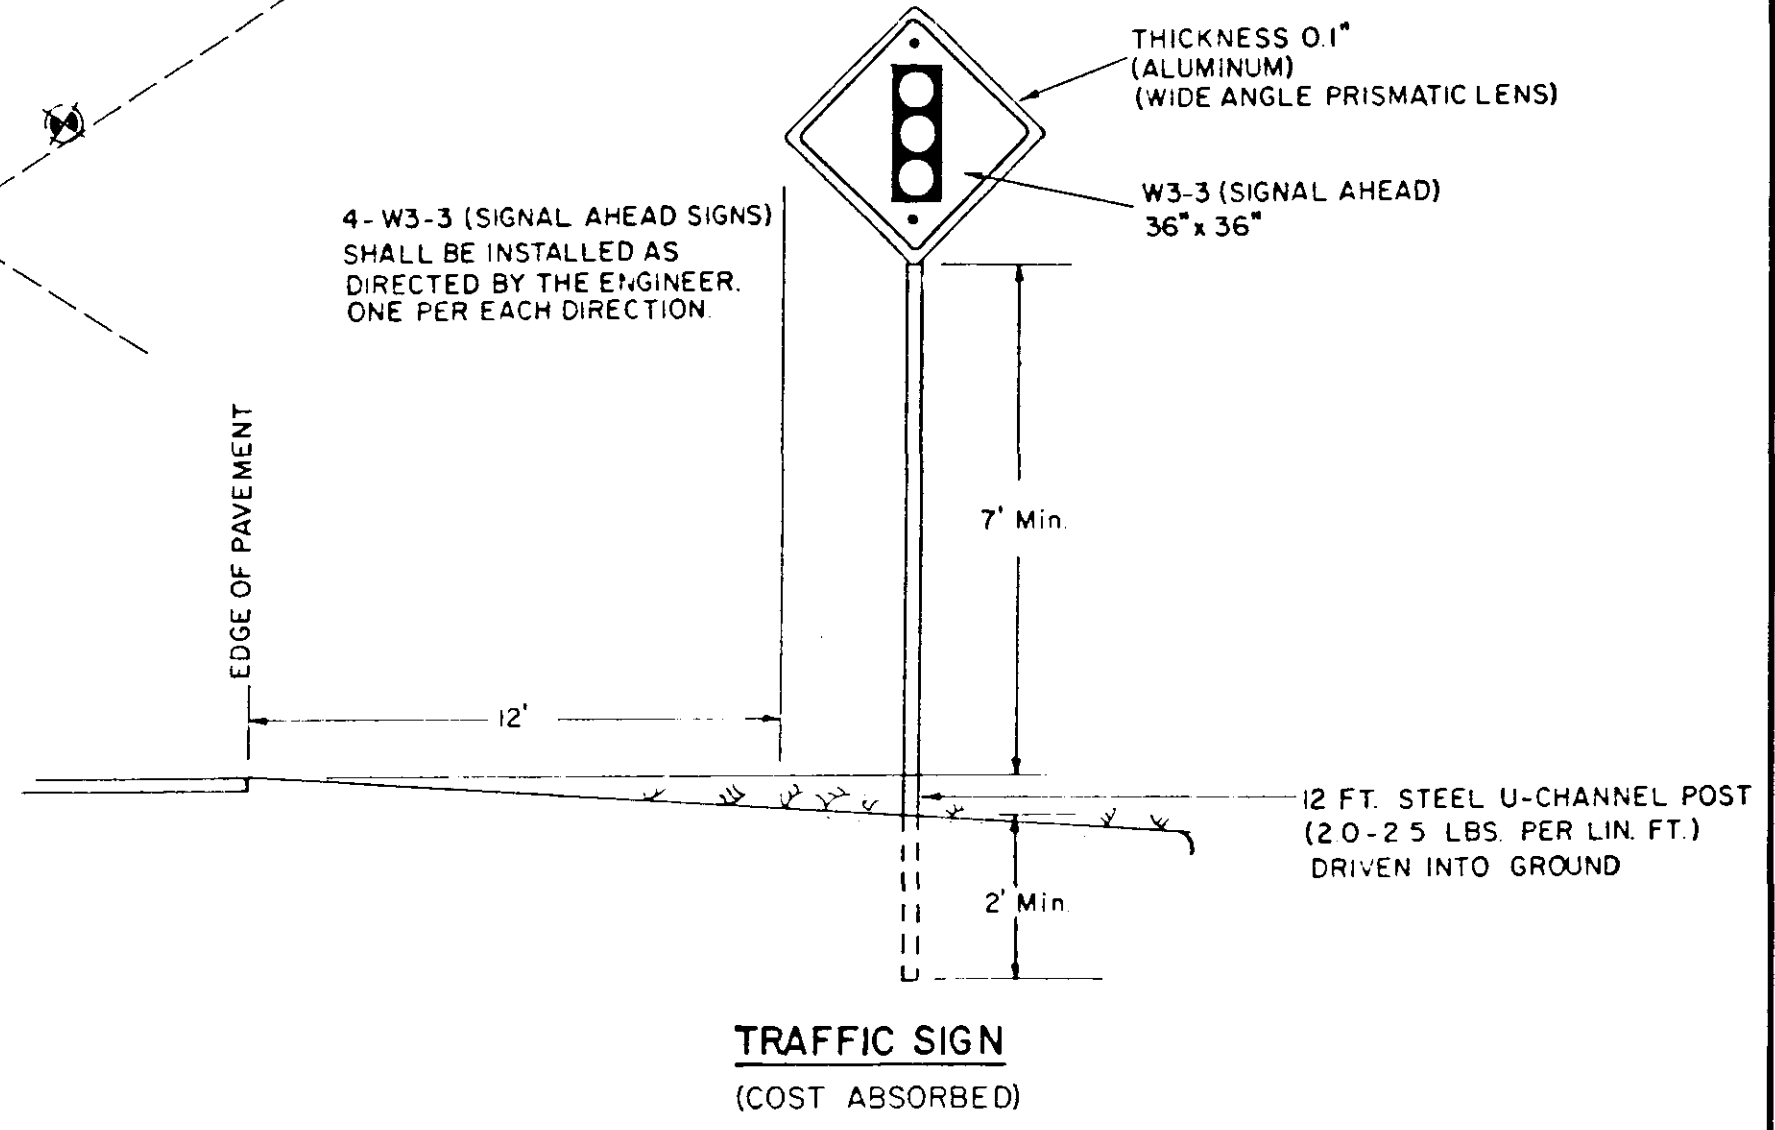 THICKNESS 0.1"
(ALUMINUM)
(WIDE ANGLE PRISMATIC LENS)
W3-3 (SIGNAL AHEAD)
36" x 36"
4-W3-3 (SIGNAL AHEAD SIGNS)
SHALL BE INSTALLED AS
DIRECTED BY THE ENGINEER.
ONE PER EACH DIRECTION.
EDGE OF PAVEMENT
7' Min.
12'
12 FT. STEEL U-CHANNEL POST
(2.0-2.5 LBS. PER LIN. FT.)
DRIVEN INTO GROUND
2' Min.
TRAFFIC SIGN
(COST ABSORBED)